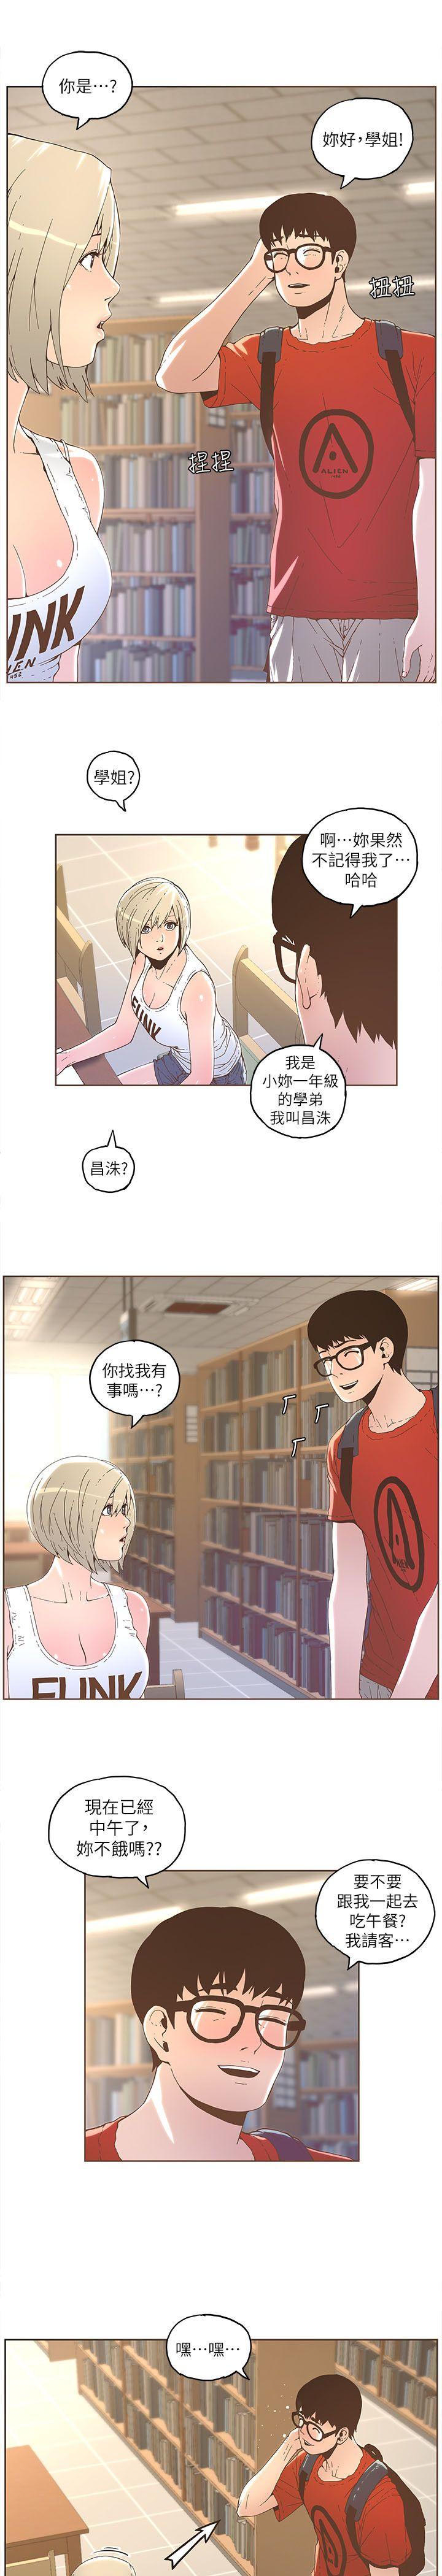 你是⋯?
妳好，學姐!
扭扭
ALIEN
捏捏
UNK
學姐?
啊⋯妳果然
不記得我了⋯
哈哈
FUNK
我是
小妳一年級
的學弟
我叫昌洙
昌洙?
你找我有
事嗎⋯?
FUNK
現在已經
中午了，
妳不餓嗎??
要不要
跟我一起去
吃午餐?
我請客⋯
嘿⋯嘿⋯